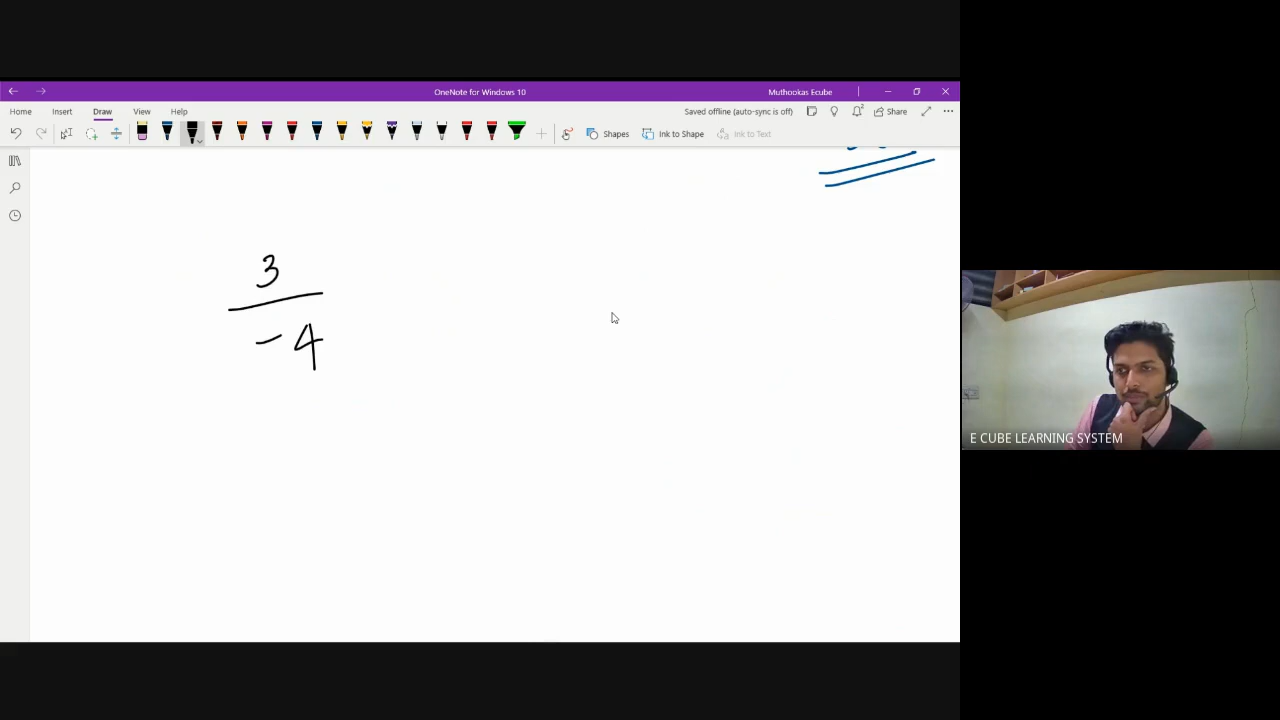 OneNote for Windows 10
Muthookas Ecube
Home Insert Draw View Help
Saved offline (auto-sync is off)
Share
Shapes
Ink to Shape
Ink to Text
3
-4
E CUBE LEARNING SYSTEM